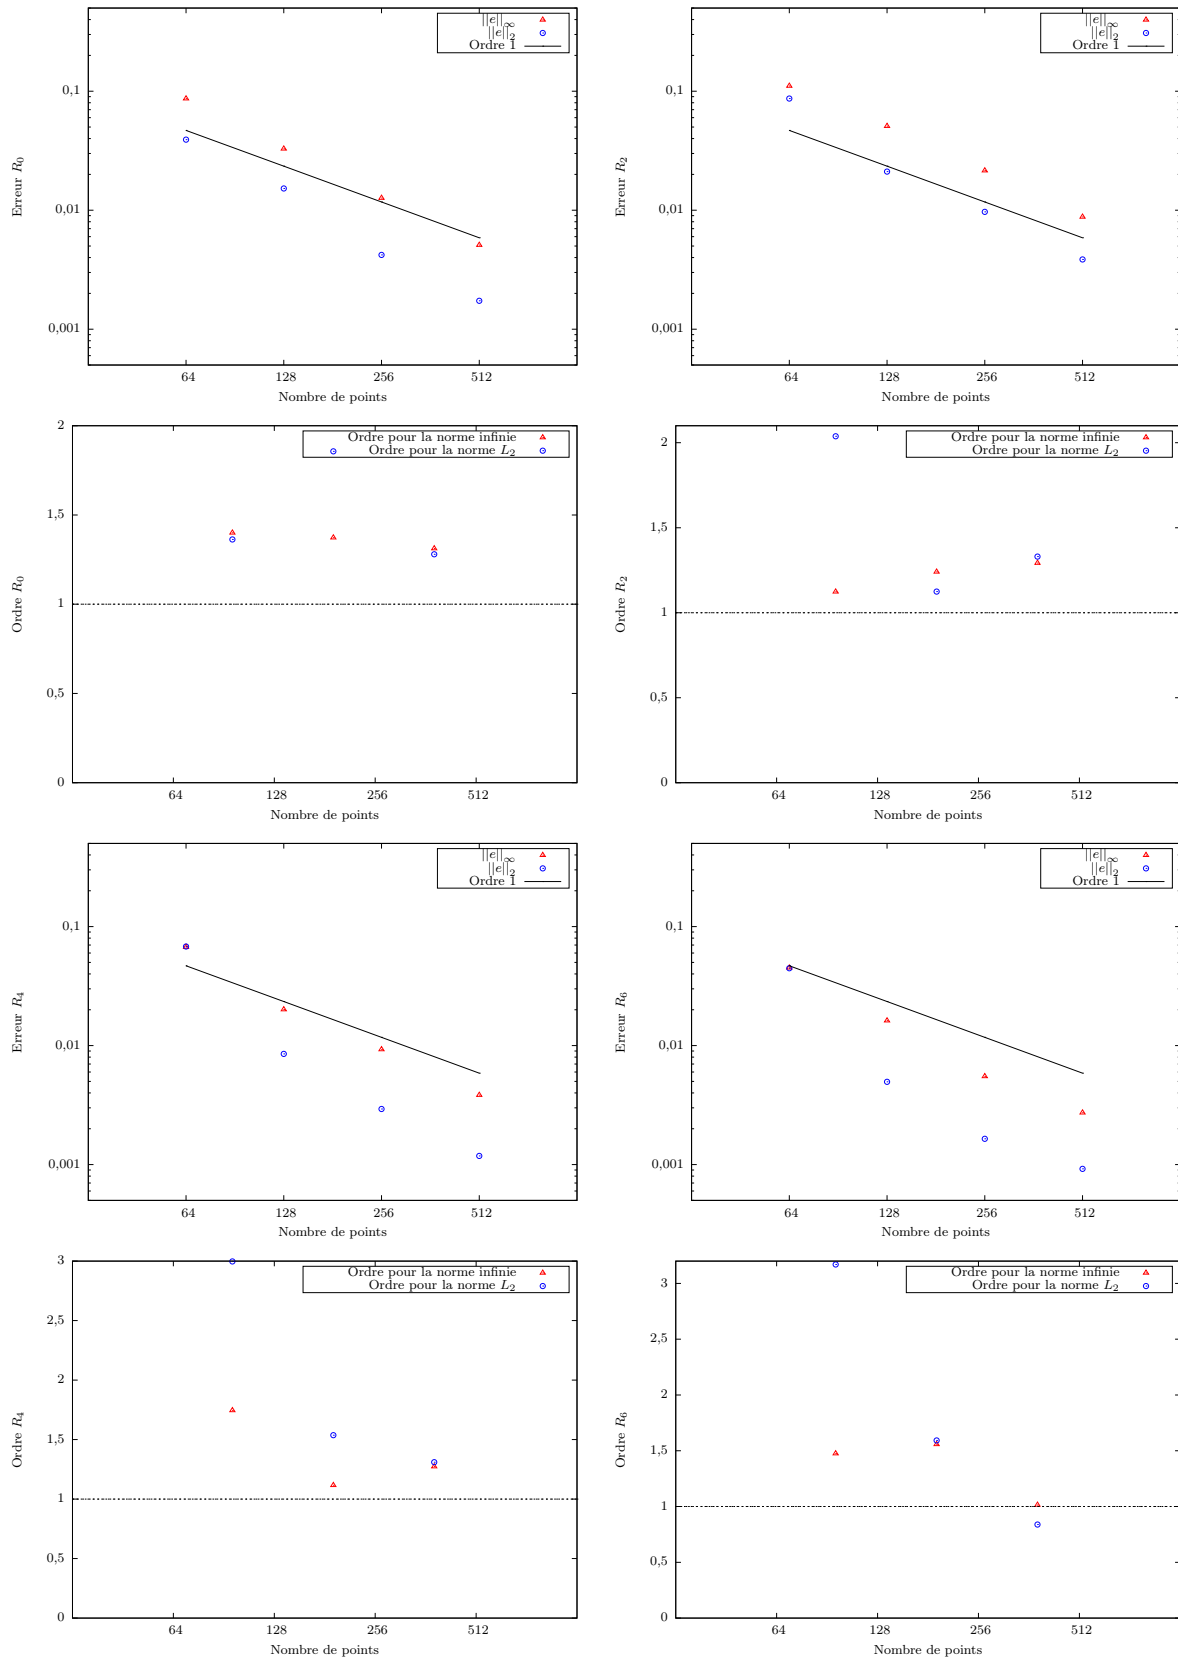 ||e||∞
||e||2
Ordre 1
0,1
0,01
0,001
Erreur R0
64 128 256 512
Nombre de points
||e||∞
||e||2
Ordre 1
0,1
0,01
0,001
Erreur R2
64 128 256 512
Nombre de points
Ordre pour la norme infinie
Ordre pour la norme L2
2
1,5
1
0,5
0
Ordre R0
64 128 256 512
Nombre de points
Ordre pour la norme infinie
Ordre pour la norme L2
2
1,5
1
0,5
0
Ordre R2
64 128 256 512
Nombre de points
||e||∞
||e||2
Ordre 1
0,1
0,01
0,001
Erreur R4
64 128 256 512
Nombre de points
||e||∞
||e||2
Ordre 1
0,1
0,01
0,001
Erreur R6
64 128 256 512
Nombre de points
Ordre pour la norme infinie
Ordre pour la norme L2
3
2,5
2
1,5
1
0,5
0
Ordre R4
64 128 256 512
Nombre de points
Ordre pour la norme infinie
Ordre pour la norme L2
3
2,5
2
1,5
1
0,5
0
Ordre R6
64 128 256 512
Nombre de points